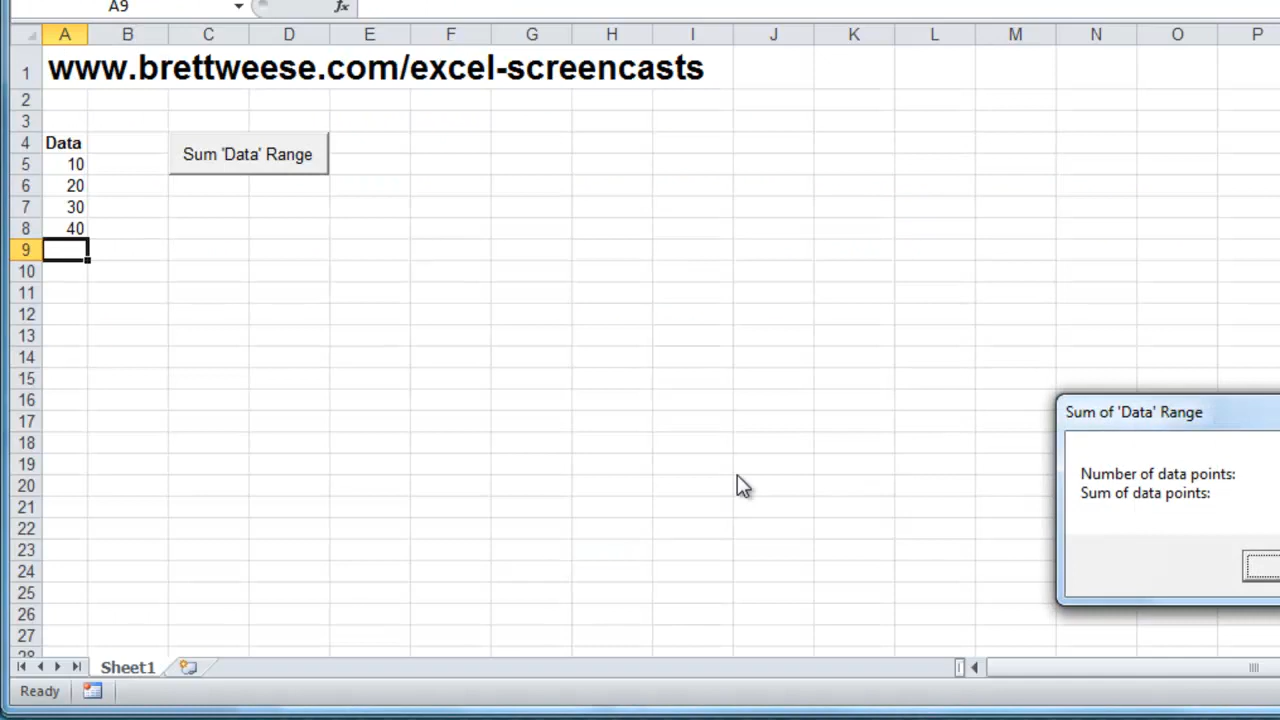 A9 fx
A B C D E F G H I J K L M N O P
1 www.brettweese.com/excel-screencasts
2
3
4 Data Sum 'Data' Range
5 10
6 20
7 30
8 40
9
10
11
12
13
14
15
16
17
18
19
20
21
22
23
24
25
26
27
28
Sum of 'Data' Range
Number of data points:
Sum of data points:
Sheet1
Ready